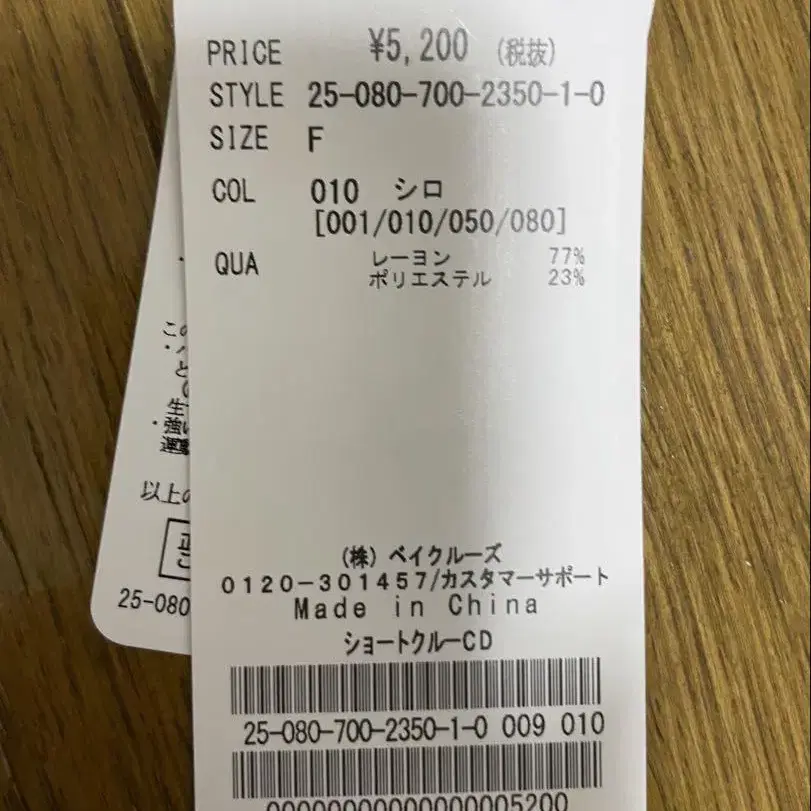 PRICE ¥5,200 (税抜)
STYLE 25-080-700-2350-1-0
SIZE F
COL 010 シロ
[001/010/050/080]
QUA レーヨン 77%
ポリエステル 23%
(株) ベイクルーズ
0120-301457/カスタマーサポート
Made in China
ショートクルーCD
25-080-700-2350-1-0 009 010
以上の
25-080